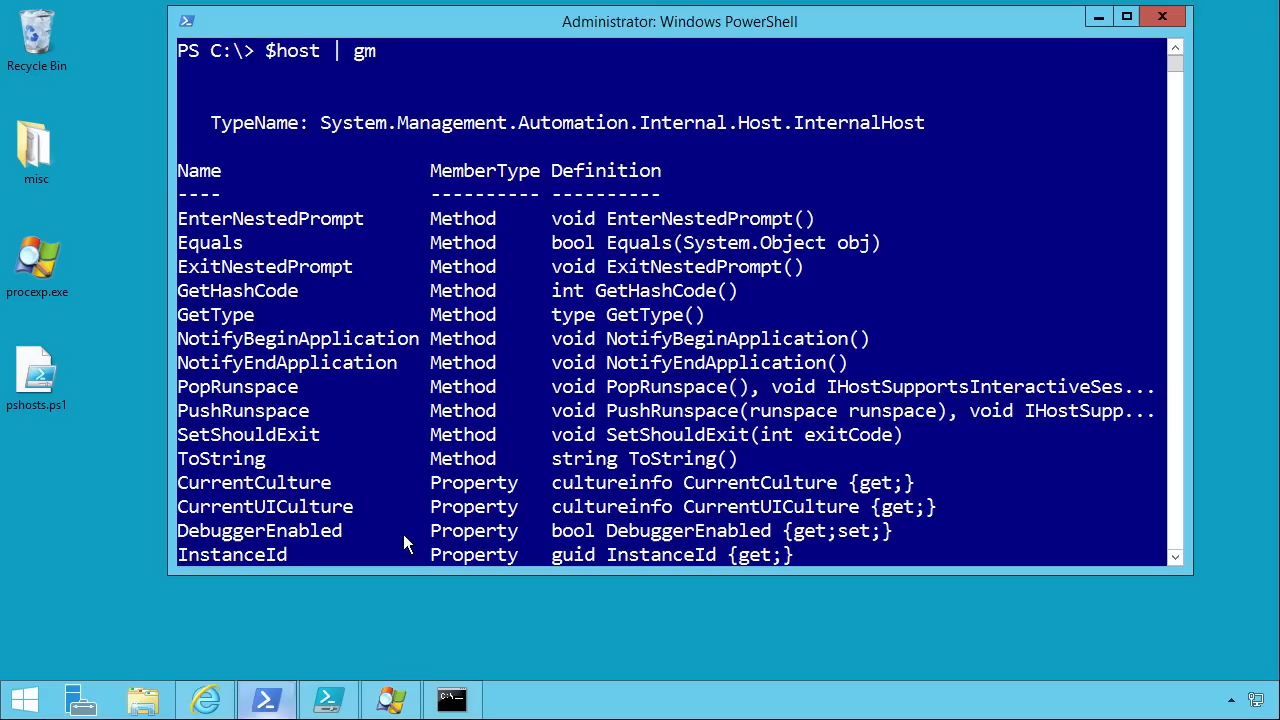 Recycle Bin
misc
procexp.exe
pshosts.ps1
Administrator: Windows PowerShell
PS C:\> $host | gm
TypeName: System.Management.Automation.Internal.Host.InternalHost
Name MemberType Definition
---- ---------- ----------
EnterNestedPrompt Method void EnterNestedPrompt()
Equals Method bool Equals(System.Object obj)
ExitNestedPrompt Method void ExitNestedPrompt()
GetHashCode Method int GetHashCode()
GetType Method type GetType()
NotifyBeginApplication Method void NotifyBeginApplication()
NotifyEndApplication Method void NotifyEndApplication()
PopRunspace Method void PopRunspace(), void IHostSupportsInteractiveSes...
PushRunspace Method void PushRunspace(runspace runspace), void IHostSupp...
SetShouldExit Method void SetShouldExit(int exitCode)
ToString Method string ToString()
CurrentCulture Property cultureinfo CurrentCulture {get;}
CurrentUICulture Property cultureinfo CurrentUICulture {get;}
DebuggerEnabled Property bool DebuggerEnabled {get;set;}
InstanceId Property guid InstanceId {get;}